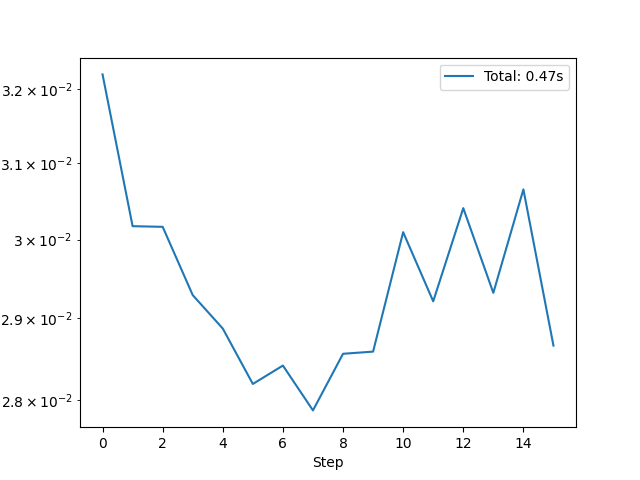 Total: 0.47s
3.2 × 10⁻²
3.1 × 10⁻²
3 × 10⁻²
2.9 × 10⁻²
2.8 × 10⁻²
0 2 4 6 8 10 12 14
Step